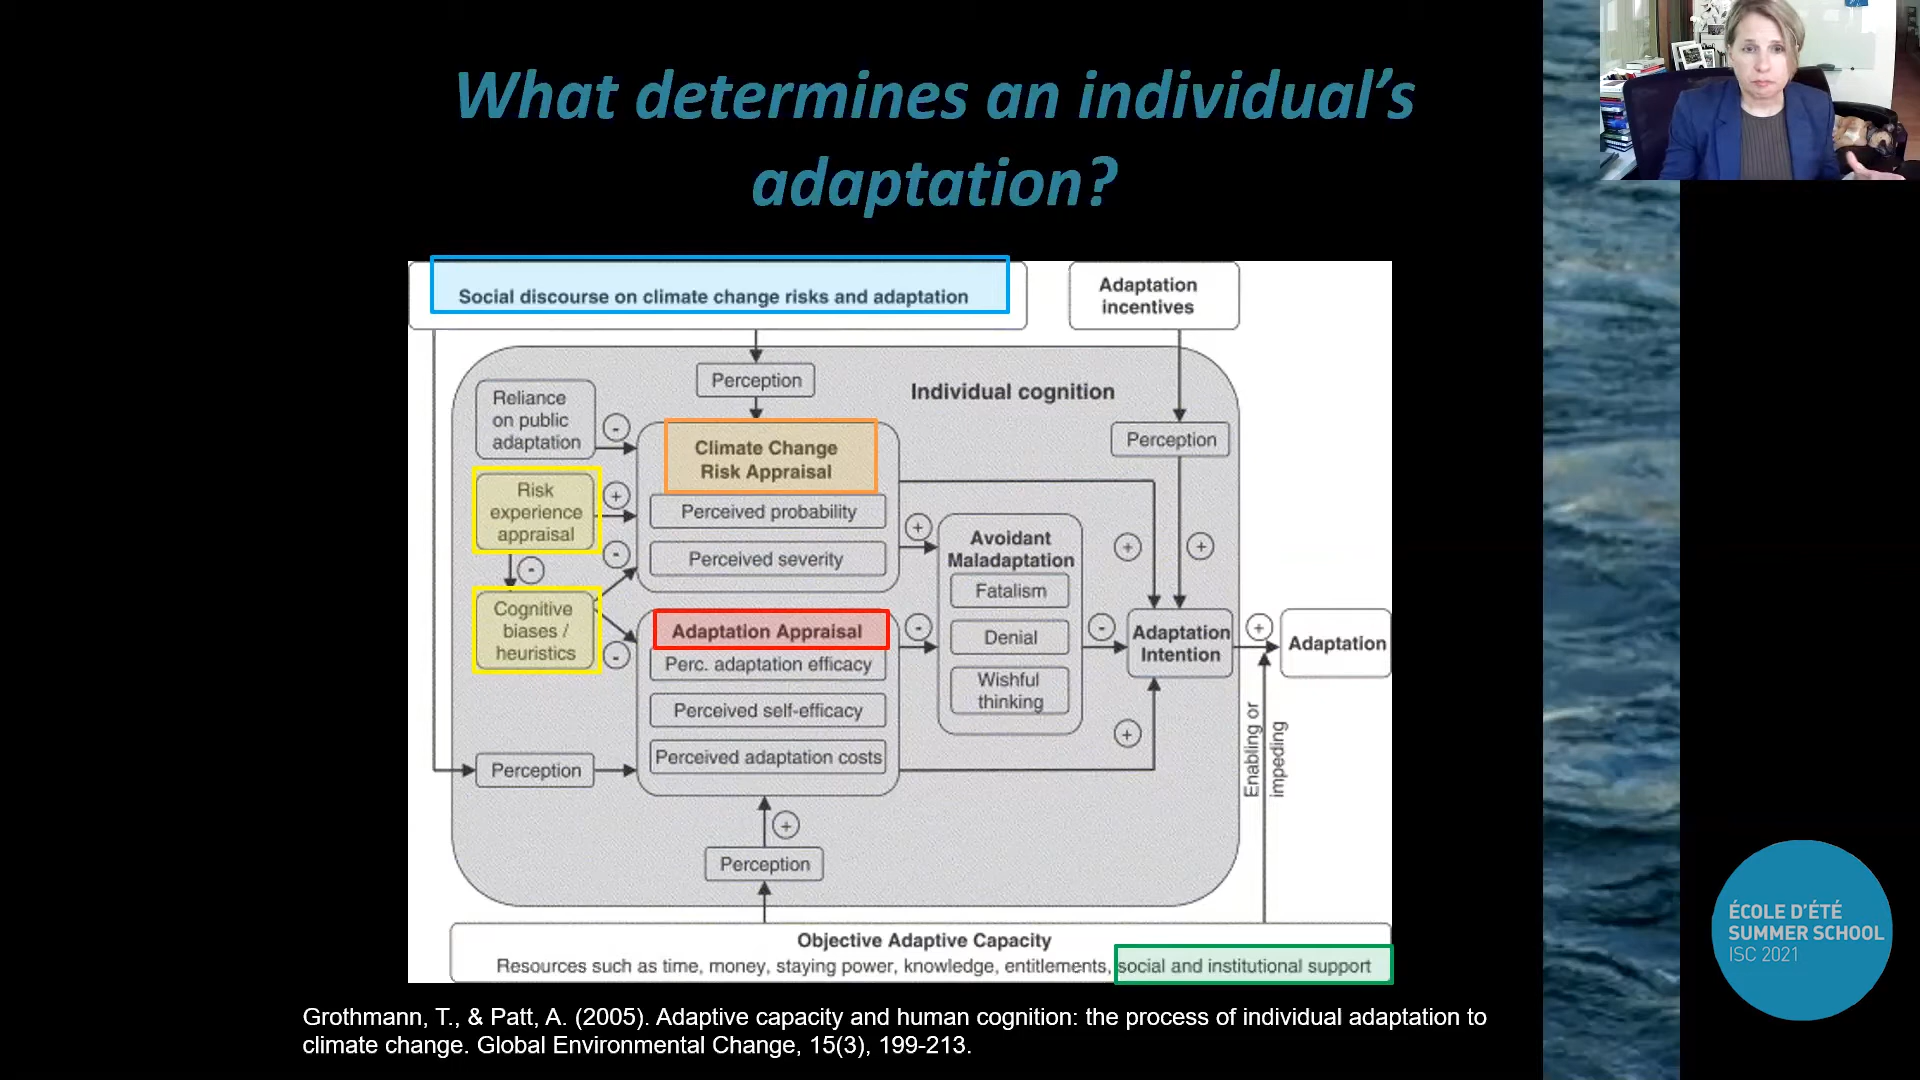 What determines an individual’s
adaptation?
Social discourse on climate change risks and adaptation
Adaptation
incentives
Perception
Individual cognition
Reliance
on public
adaptation
-
Climate Change
Risk Appraisal
Perception
Risk
experience
appraisal
+
Perceived probability
Perceived severity
-
-
+
Avoidant
Maladaptation
Fatalism
Denial
Wishful
thinking
+
+
Cognitive
biases /
heuristics
-
Adaptation Appraisal
Perc. adaptation efficacy
Perceived self-efficacy
Perceived adaptation costs
-
-
Adaptation
Intention
+
Adaptation
+
Enabling or
impeding
Perception
+
Perception
Objective Adaptive Capacity
Resources such as time, money, staying power, knowledge, entitlements, social and institutional support
Grothmann, T., & Patt, A. (2005). Adaptive capacity and human cognition: the process of individual adaptation to
climate change. Global Environmental Change, 15(3), 199-213.
ÉCOLE D'ÉTÉ
SUMMER SCHOOL
ISC 2021